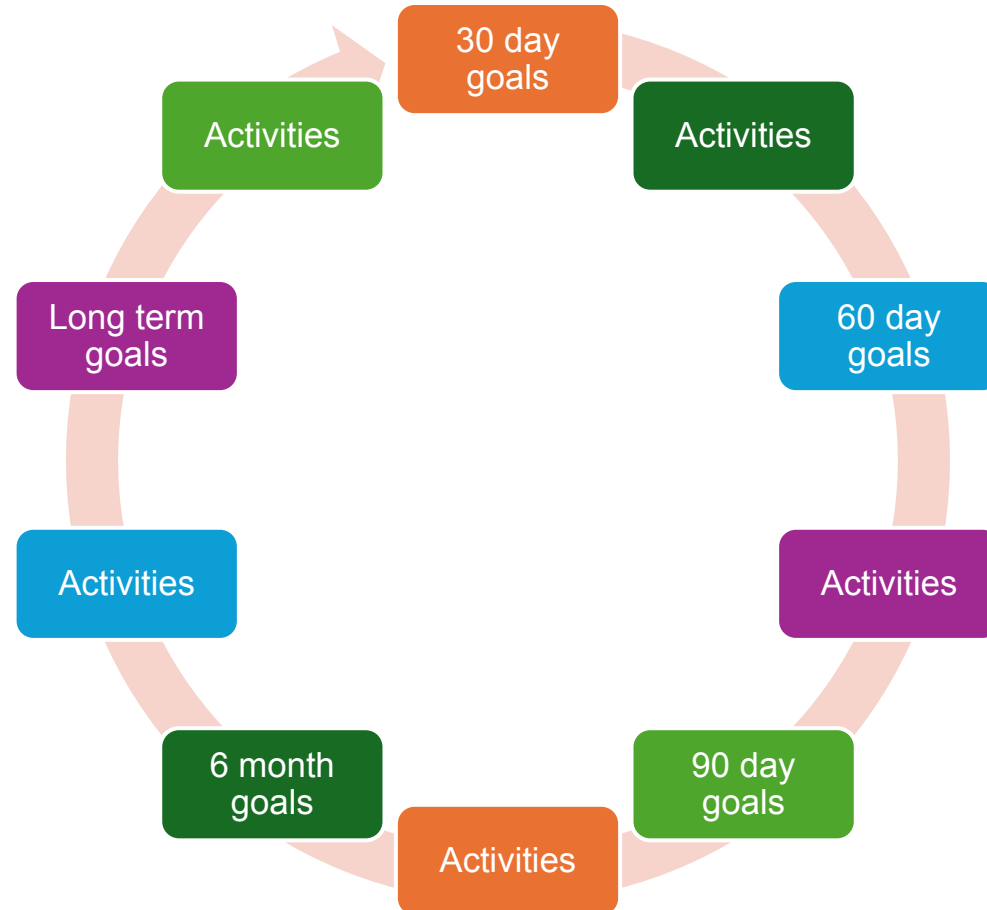 30 day
goals
Activities
60 day
goals
Activities
90 day
goals
Activities
6 month
goals
Activities
Long term
goals
Activities